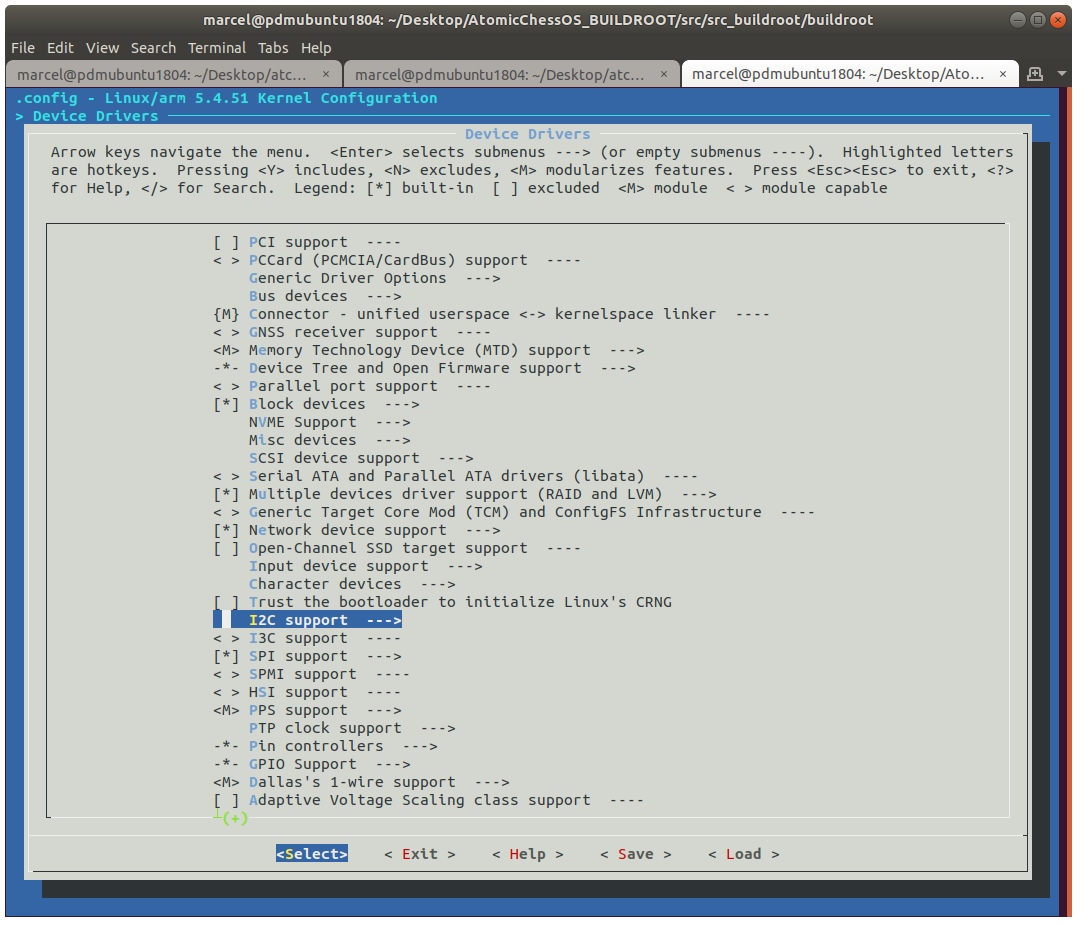 marcel@pdmubuntu1804: ~/Desktop/AtomicChessOS_BUILDROOT/src/src_buildroot/buildroot
File Edit View Search Terminal Tabs Help
marcel@pdmubuntu1804: ~/Desktop/atc... × marcel@pdmubuntu1804: ~/Desktop/atc... × marcel@pdmubuntu1804: ~/Desktop/Ato... ×
.config - Linux/arm 5.4.51 Kernel Configuration
> Device Drivers
Device Drivers
Arrow keys navigate the menu. <Enter> selects submenus ---> (or empty submenus ----). Highlighted letters
are hotkeys. Pressing <Y> includes, <N> excludes, <M> modularizes features. Press <Esc><Esc> to exit, <?>
for Help, </> for Search. Legend: [*] built-in [ ] excluded <M> module < > module capable
[ ] PCI support ----
< > PCCard (PCMCIA/CardBus) support ----
Generic Driver Options --->
Bus devices --->
{M} Connector - unified userspace <-> kernelspace linker ----
< > GNSS receiver support ----
<M> Memory Technology Device (MTD) support --->
-*- Device Tree and Open Firmware support --->
< > Parallel port support ----
[*] Block devices --->
NVME Support --->
Misc devices --->
SCSI device support --->
< > Serial ATA and Parallel ATA drivers (libata) ----
[*] Multiple devices driver support (RAID and LVM) --->
< > Generic Target Core Mod (TCM) and ConfigFS Infrastructure ----
[*] Network device support --->
[ ] Open-Channel SSD target support ----
Input device support --->
Character devices --->
[ ] Trust the bootloader to initialize Linux's CRNG
I2C support --->
< > I3C support ----
[*] SPI support --->
< > SPMI support ----
< > HSI support ----
<M> PPS support --->
PTP clock support --->
-*- Pin controllers --->
-*- GPIO Support --->
<M> Dallas's 1-wire support --->
[ ] Adaptive Voltage Scaling class support ----
(+)
<Select> < Exit > < Help > < Save > < Load >